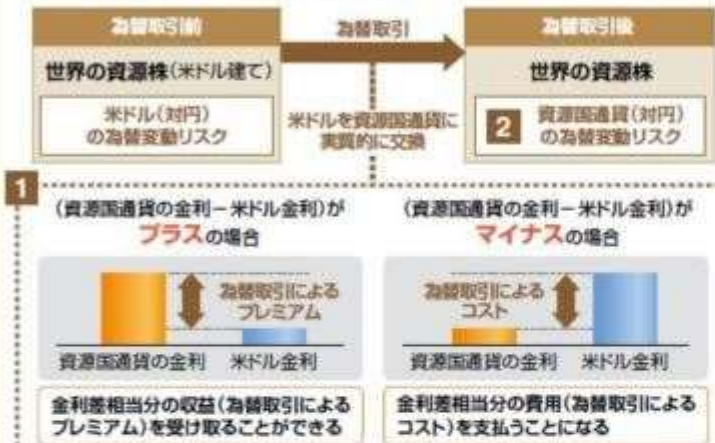 為替取引前
為替取引
為替取引後
世界の資源株(米ドル建て)
米ドル(対円)
の為替変動リスク
米ドルを資源国通貨に
実質的に交換
世界の資源株
2 資源国通貨(対円)
の為替変動リスク
1
(資源国通貨の金利－米ドル金利)が
プラスの場合
為替取引による
プレミアム
資源国通貨の金利 米ドル金利
金利差相当分の収益(為替取引による
プレミアム)を受け取ることができる
(資源国通貨の金利－米ドル金利)が
マイナスの場合
為替取引による
コスト
資源国通貨の金利 米ドル金利
金利差相当分の費用(為替取引による
コスト)を支払うことになる